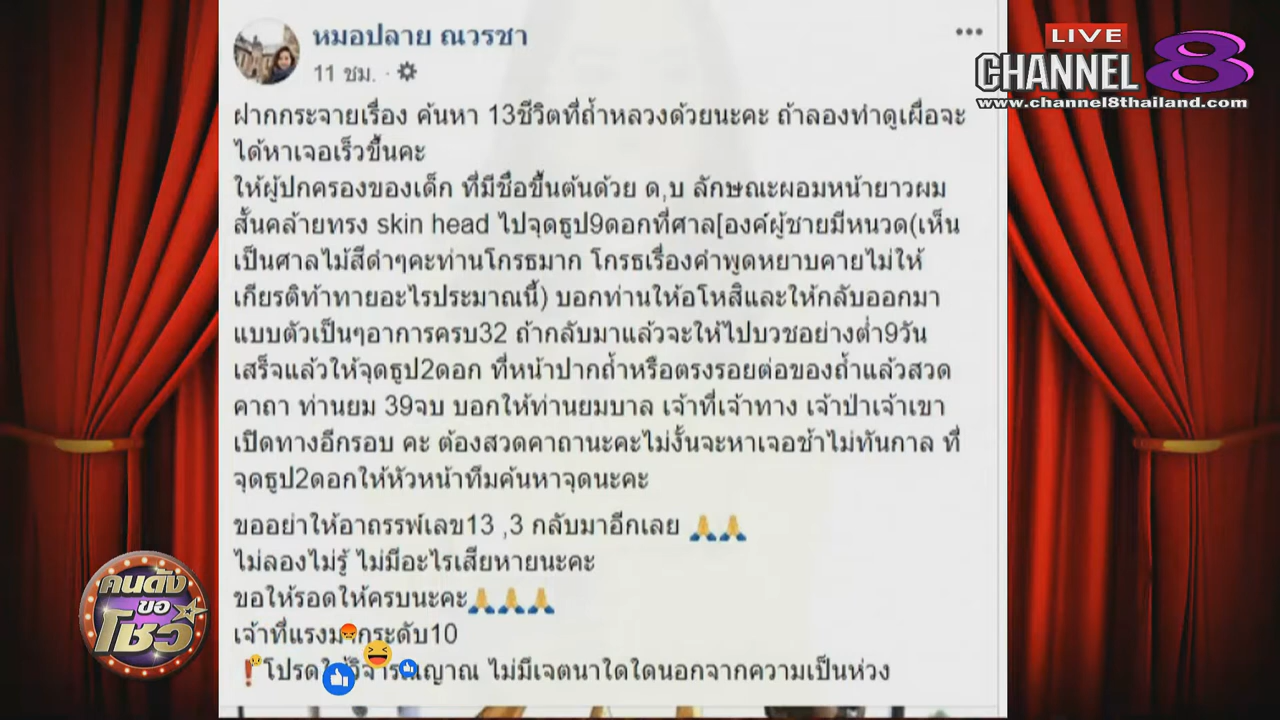 หมอปลาย ณวรชา
11 ชม.
LIVE
CHANNEL 8
www.channel8thailand.com
ฝากกระจายเรื่อง ค้นหา 13ชีวิตที่ถ้ำหลวงด้วยนะคะ ถ้าลองทำดูเผื่อจะ
ได้หาเจอเร็วขึ้นคะ
ให้ผู้ปกครองของเด็ก ที่มีชื่อขึ้นต้นด้วย ด,บ ลักษณะผอมหน้ายาวผม
สั้นคล้ายทรง skin head ไปจุดธูป9ดอกที่ศาล[องค์ผู้ชายมีหนวด(เห็น
เป็นศาลไม้สีดำๆคะท่านโกรธมาก โกรธเรื่องคำพูดหยาบคายไม่ให้
เกียรติท้าทายอะไรประมาณนี้) บอกท่านให้อโหสิและให้กลับออกมา
แบบตัวเป็นๆอาการครบ32 ถ้ากลับมาแล้วจะให้ไปบวชอย่างต่ำ9วัน
เสร็จแล้วให้จุดธูป2ดอก ที่หน้าปากถ้ำหรือตรงรอยต่อของถ้ำแล้วสวด
คาถา ท่านยม 39จบ บอกให้ท่านยมบาล เจ้าที่เจ้าทาง เจ้าป่าเจ้าเขา
เปิดทางอีกรอบ คะ ต้องสวดคาถานะคะไม่งั้นจะหาเจอช้าไม่ทันกาล ที่
จุดธูป2ดอกให้หัวหน้าทีมค้นหาจุดนะคะ
ขออย่าให้อาถรรพ์เลข13 ,3 กลับมาอีกเลย 🙏🙏
ไม่ลองไม่รู้ ไม่มีอะไรเสียหายนะคะ
ขอให้รอดให้ครบนะคะ🙏🙏🙏
เจ้าที่แรงมากระดับ10
❗โปรดใช้วิจารณญาณ ไม่มีเจตนาใดใดนอกจากความเป็นห่วง
คนดัง
ขอ
โชว์